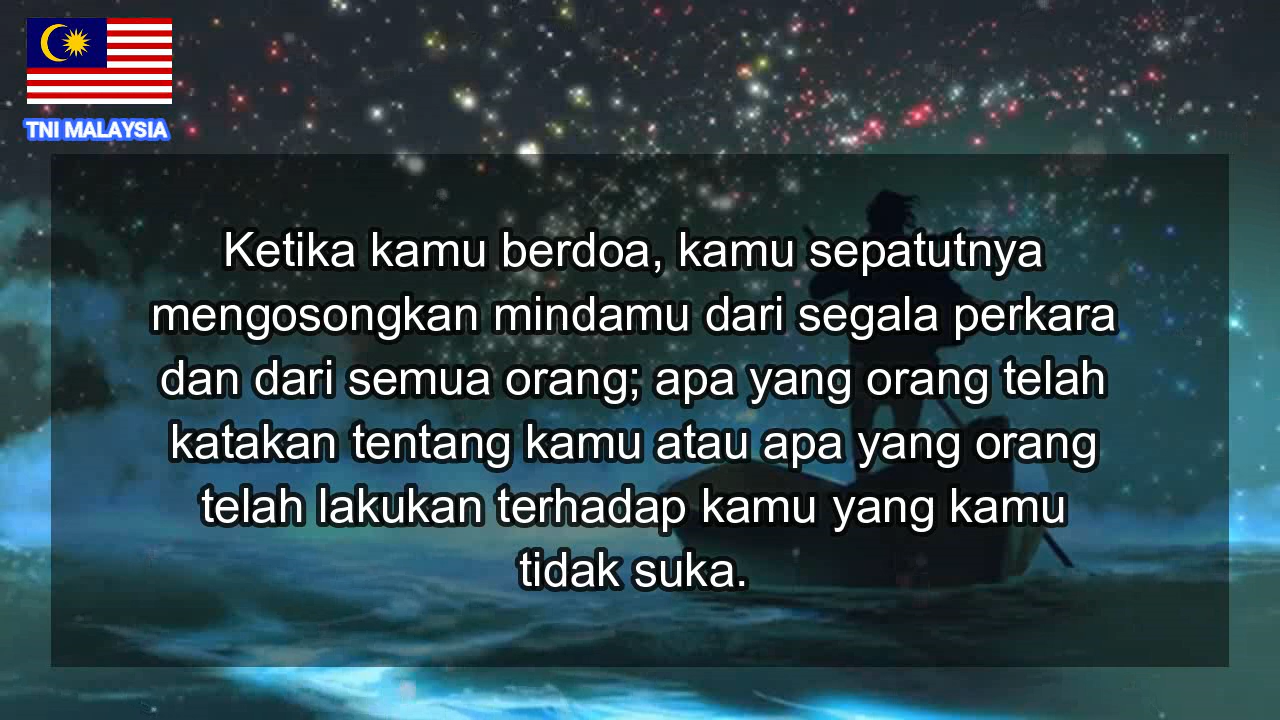 TNI MALAYSIA
Ketika kamu berdoa, kamu sepatutnya
mengosongkan mindamu dari segala perkara
dan dari semua orang; apa yang orang telah
katakan tentang kamu atau apa yang orang
telah lakukan terhadap kamu yang kamu
tidak suka.